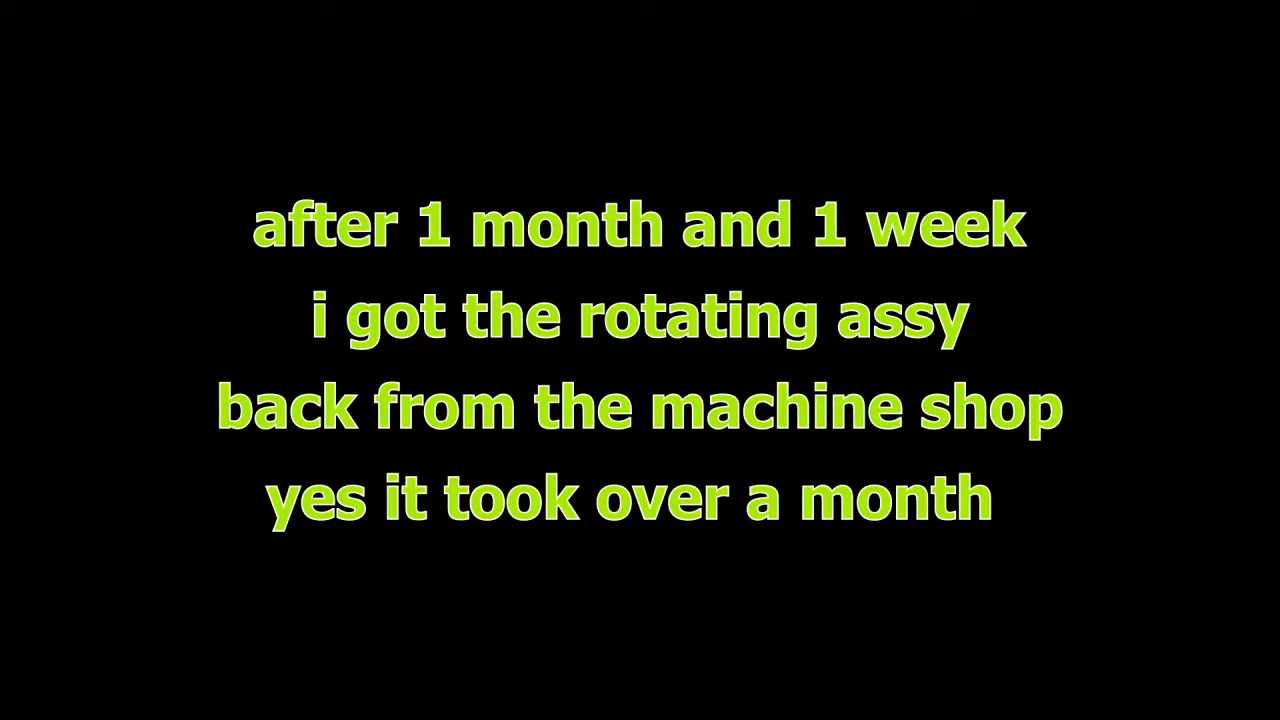 after 1 month and 1 week
i got the rotating assy
back from the machine shop
yes it took over a month